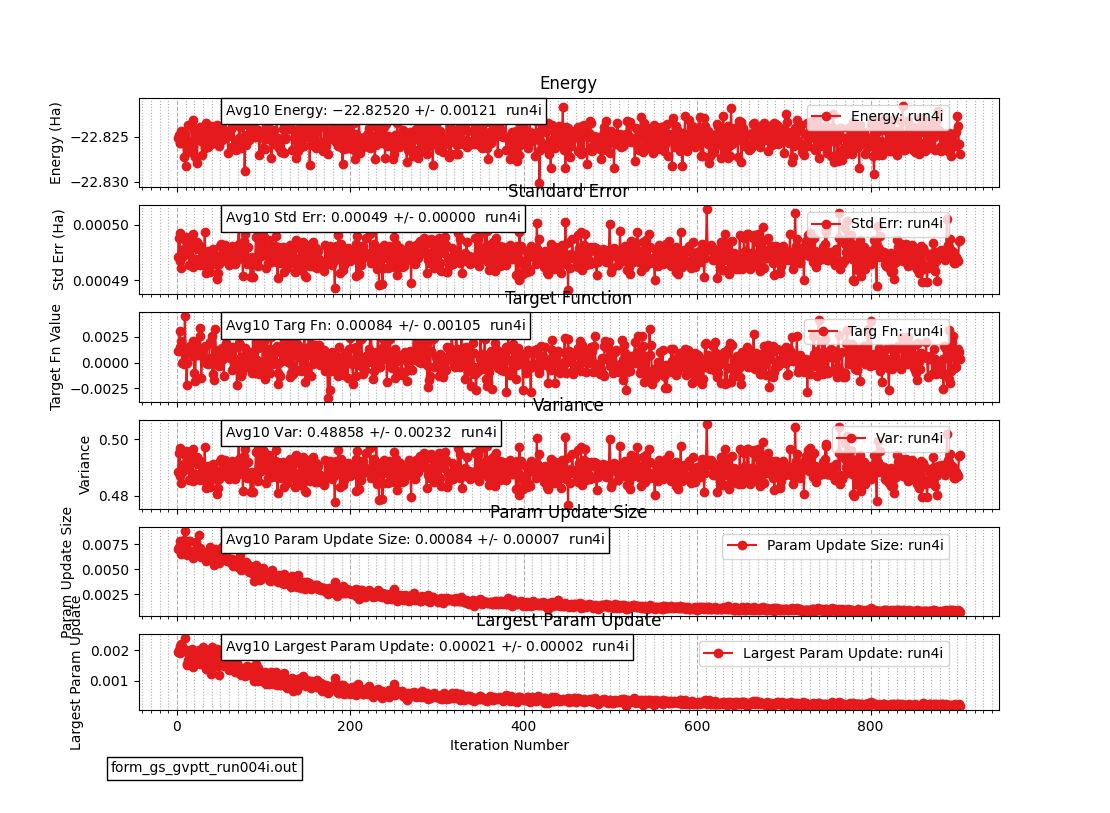 Energy
Energy (Ha)
−22.825
−22.830
Avg10 Energy: −22.82520 +/- 0.00121  run4i
Energy: run4i
Standard Error
Std Err (Ha)
0.00050
0.00049
Avg10 Std Err: 0.00049 +/- 0.00000  run4i
Std Err: run4i
Target Function
Target Fn Value
0.0025
0.0000
−0.0025
Avg10 Targ Fn: 0.00084 +/- 0.00105  run4i
Targ Fn: run4i
Variance
Variance
0.50
0.48
Avg10 Var: 0.48858 +/- 0.00232  run4i
Var: run4i
Param Update Size
Param Update Size
0.0075
0.0050
0.0025
Avg10 Param Update Size: 0.00084 +/- 0.00007  run4i
Param Update Size: run4i
Largest Param Update
Largest Param Update
0.002
0.001
Avg10 Largest Param Update: 0.00021 +/- 0.00002  run4i
Largest Param Update: run4i
0 200 400 600 800
Iteration Number
form_gs_gvptt_run004i.out